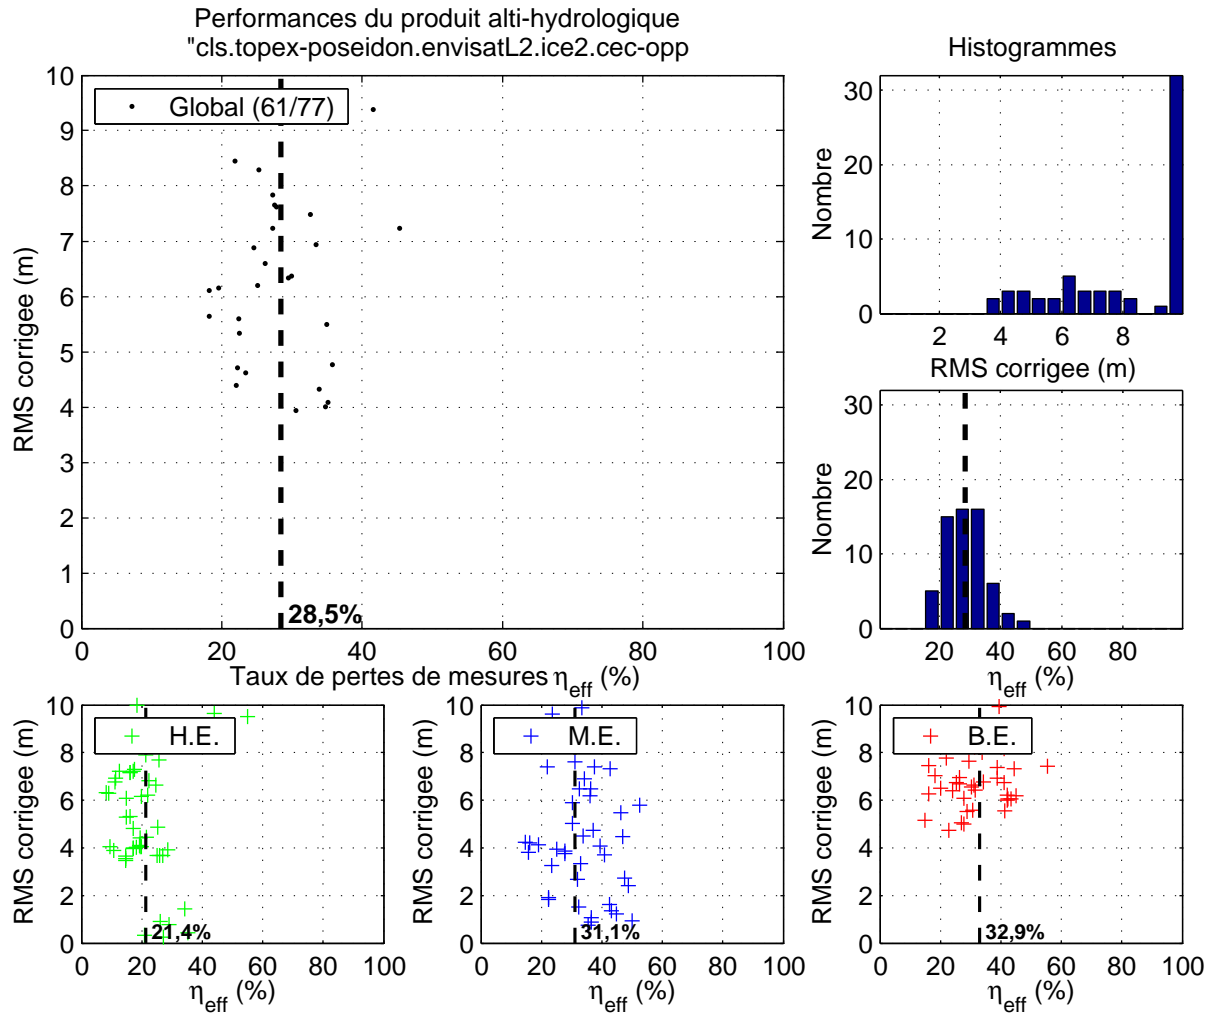 Performances du produit alti-hydrologique
"cls.topex-poseidon.envisatL2.ice2.cec-opp
10
9
8
7
6
5
4
3
2
1
0
RMS corrigee (m)
Global (61/77)
28,5%
0 20 40 60 80 100
Taux de pertes de mesures ηeff (%)
Histogrammes
30
20
10
0
Nombre
2 4 6 8
RMS corrigee (m)
30
20
10
0
Nombre
20 40 60 80
ηeff (%)
10
8
6
4
2
0
RMS corrigee (m)
H.E.
21,4%
0 20 40 60 80 100
ηeff (%)
10
8
6
4
2
0
RMS corrigee (m)
M.E.
31,1%
0 20 40 60 80 100
ηeff (%)
10
8
6
4
2
0
RMS corrigee (m)
B.E.
32,9%
0 20 40 60 80 100
ηeff (%)